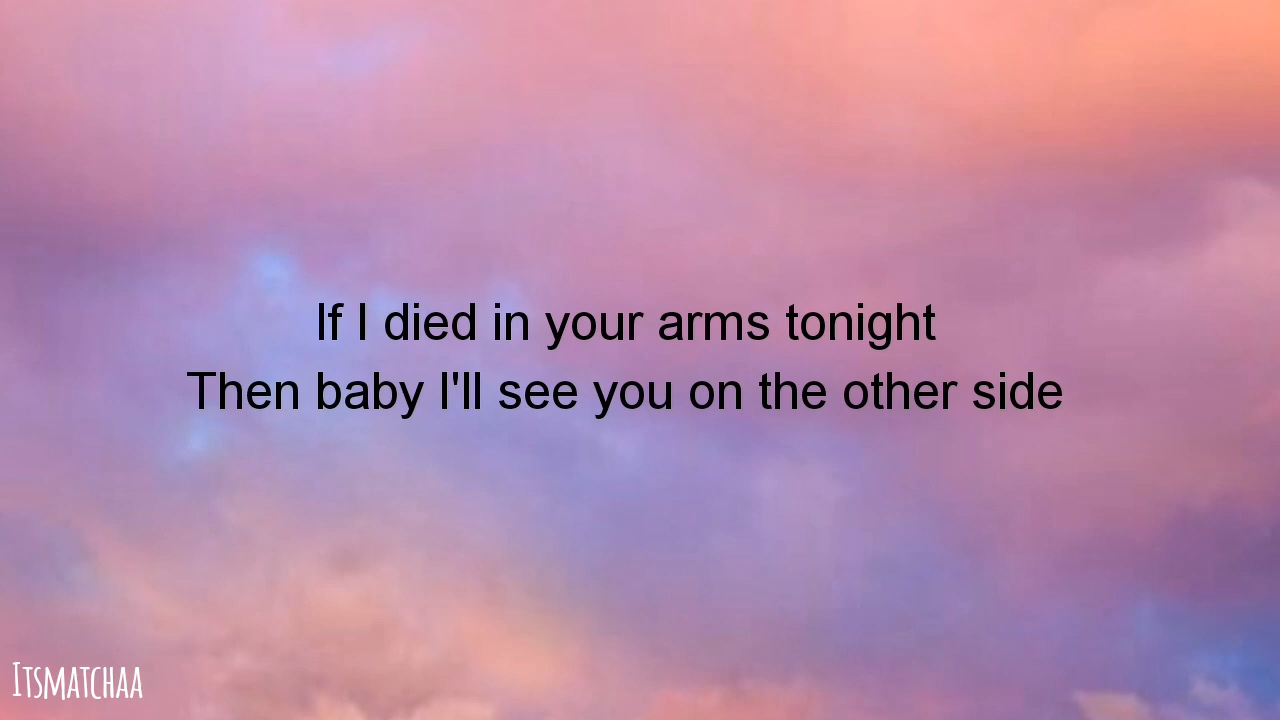 If I died in your arms tonight
Then baby I'll see you on the other side
ITSMATCHAA